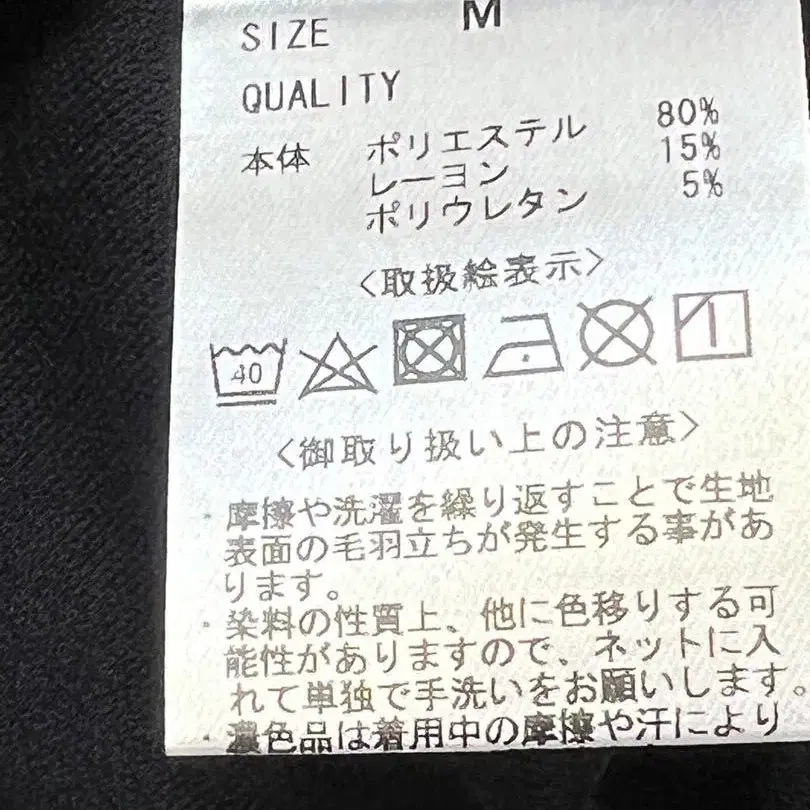 SIZE M
QUALITY
本体 ポリエステル 80%
レーヨン 15%
ポリウレタン 5%
<取扱絵表示>
40
<御取り扱い上の注意>
・摩擦や洗濯を繰り返すことで生地
表面の毛羽立ちが発生する事があ
ります。
・染料の性質上、他に色移りする可
能性がありますので、ネットに入
れて単独で手洗いをお願いします。
・濃色品は着用中の摩擦や汗により